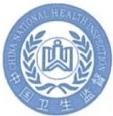 CHINA NATIONAL HEALTH INSPECTION
中国卫生监督